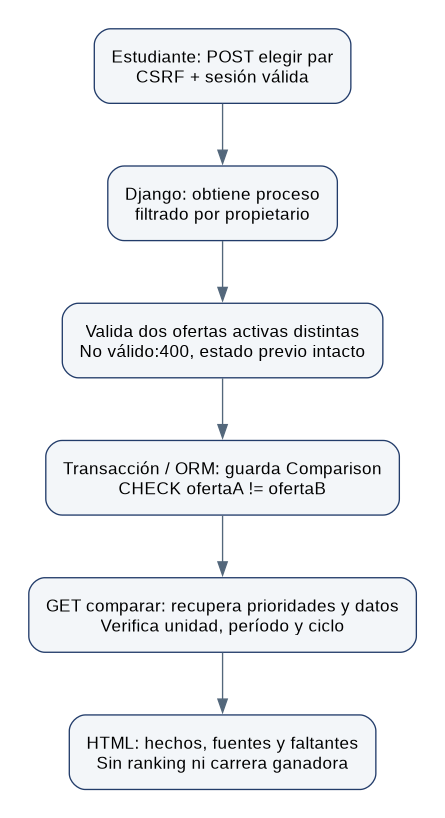 Estudiante: POST elegir par
CSRF + sesión válida
Django: obtiene proceso
filtrado por propietario
Valida dos ofertas activas distintas
No válido:400, estado previo intacto
Transacción / ORM: guarda Comparison
CHECK ofertaA != ofertaB
GET comparar: recupera prioridades y datos
Verifica unidad, período y ciclo
HTML: hechos, fuentes y faltantes
Sin ranking ni carrera ganadora